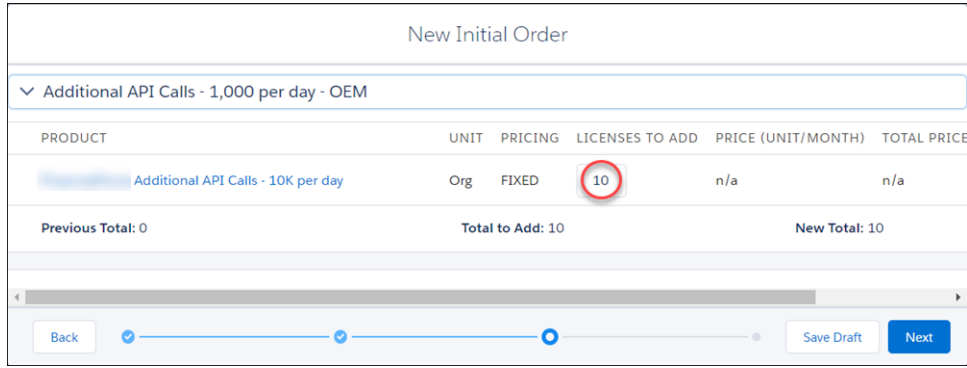 New Initial Order
Additional API Calls - 1,000 per day - OEM
PRODUCT UNIT PRICING LICENSES TO ADD PRICE (UNIT/MONTH) TOTAL PRICE
Additional API Calls - 10K per day Org FIXED 10 n/a n/a
Previous Total: 0 Total to Add: 10 New Total: 10
Back Save Draft Next